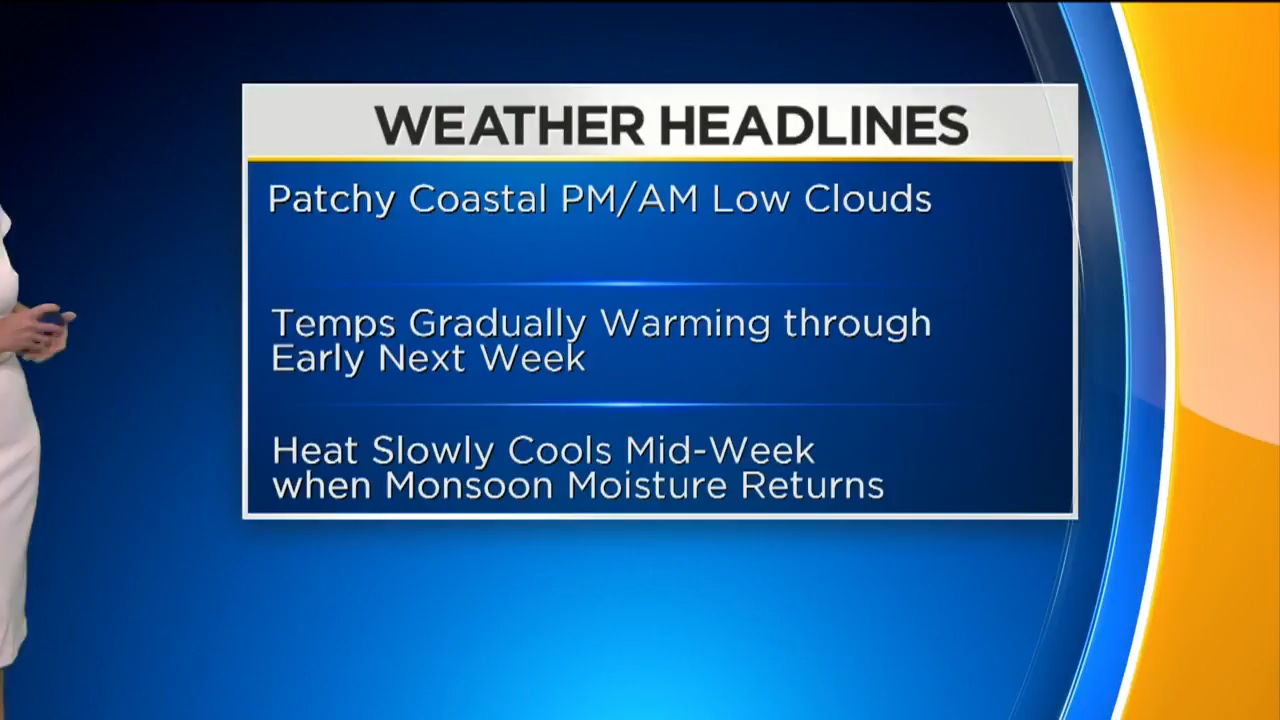 WEATHER HEADLINES
Patchy Coastal PM/AM Low Clouds
Temps Gradually Warming through
Early Next Week
Heat Slowly Cools Mid-Week
when Monsoon Moisture Returns